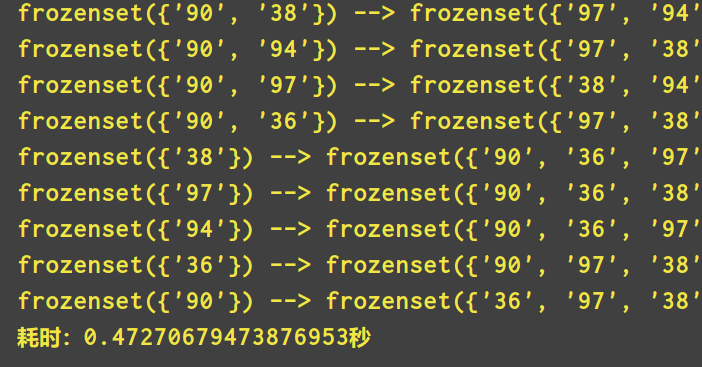 frozenset({'90', '38'}) --> frozenset({'97', '94'
frozenset({'90', '94'}) --> frozenset({'97', '38'
frozenset({'90', '97'}) --> frozenset({'38', '94'
frozenset({'90', '36'}) --> frozenset({'97', '38'
frozenset({'38'}) --> frozenset({'90', '36', '97'
frozenset({'97'}) --> frozenset({'90', '36', '38'
frozenset({'94'}) --> frozenset({'90', '36', '97'
frozenset({'36'}) --> frozenset({'90', '97', '38'
frozenset({'90'}) --> frozenset({'36', '97', '38'
耗时: 0.47270679473876953秒